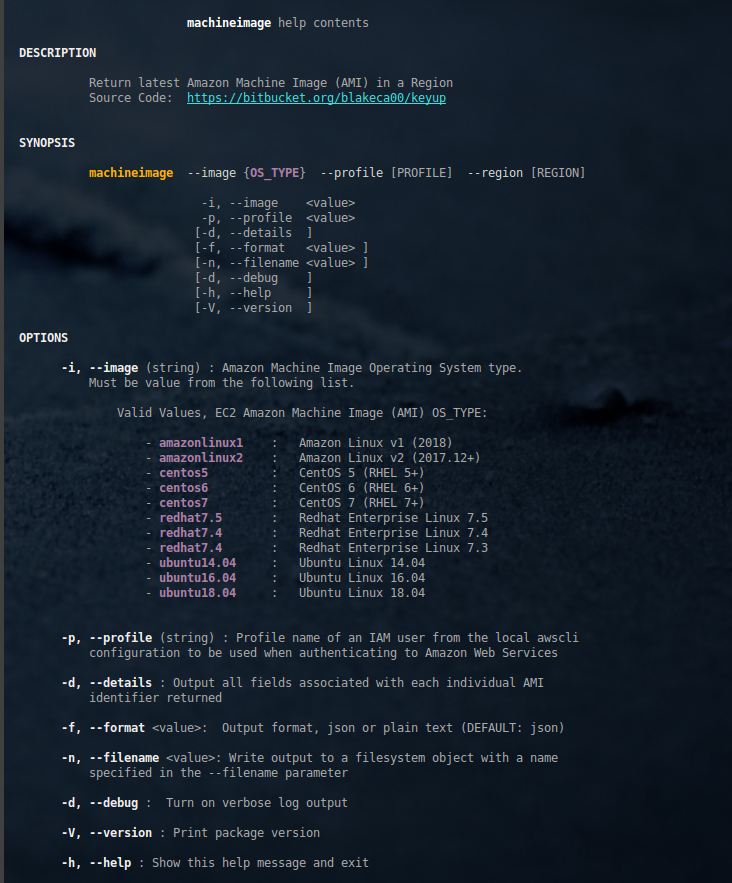 machineimage help contents
DESCRIPTION
Return latest Amazon Machine Image (AMI) in a Region
Source Code:  https://bitbucket.org/blakeca00/keyup
SYNOPSIS
machineimage  --image {OS_TYPE}  --profile [PROFILE]  --region [REGION]
-i, --image    <value>
-p, --profile  <value>
[-d, --details  ]
[-f, --format   <value> ]
[-n, --filename <value> ]
[-d, --debug    ]
[-h, --help     ]
[-V, --version  ]
OPTIONS
-i, --image (string) : Amazon Machine Image Operating System type.
Must be value from the following list.
Valid Values, EC2 Amazon Machine Image (AMI) OS_TYPE:
- amazonlinux1    :   Amazon Linux v1 (2018)
- amazonlinux2    :   Amazon Linux v2 (2017.12+)
- centos5         :   CentOS 5 (RHEL 5+)
- centos6         :   CentOS 6 (RHEL 6+)
- centos7         :   CentOS 7 (RHEL 7+)
- redhat7.5       :   Redhat Enterprise Linux 7.5
- redhat7.4       :   Redhat Enterprise Linux 7.4
- redhat7.4       :   Redhat Enterprise Linux 7.3
- ubuntu14.04     :   Ubuntu Linux 14.04
- ubuntu16.04     :   Ubuntu Linux 16.04
- ubuntu18.04     :   Ubuntu Linux 18.04
-p, --profile (string) : Profile name of an IAM user from the local awscli
configuration to be used when authenticating to Amazon Web Services
-d, --details : Output all fields associated with each individual AMI
identifier returned
-f, --format <value>:  Output format, json or plain text (DEFAULT: json)
-n, --filename <value>: Write output to a filesystem object with a name
specified in the --filename parameter
-d, --debug :  Turn on verbose log output
-V, --version : Print package version
-h, --help : Show this help message and exit